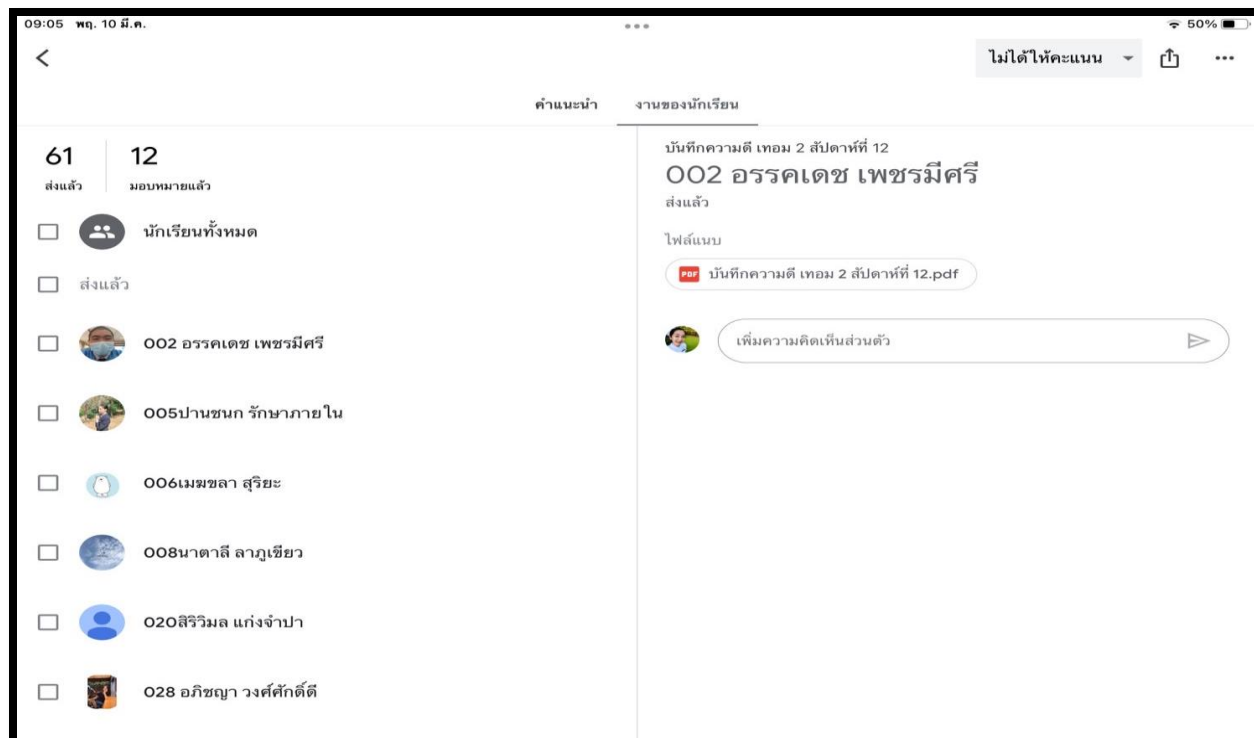 09:05 พฤ. 10 มี.ค.
50%
ไม่ได้ให้คะแนน
คำแนะนำ
งานของนักเรียน
61
ส่งแล้ว
12
มอบหมายแล้ว
นักเรียนทั้งหมด
ส่งแล้ว
002 อรรคเดช เพชรมีศรี
005ปานชนก รักษาภายใน
006เมฆขลา สุริยะ
008นาตาลี ลาภูเขียว
020สิริวิมล แก่งจำปา
028 อภิชญา วงศ์ศักดิ์ดี
บันทึกความดี เทอม 2 สัปดาห์ที่ 12
002 อรรคเดช เพชรมีศรี
ส่งแล้ว
ไฟล์แนบ
PDF บันทึกความดี เทอม 2 สัปดาห์ที่ 12.pdf
เพิ่มความคิดเห็นส่วนตัว